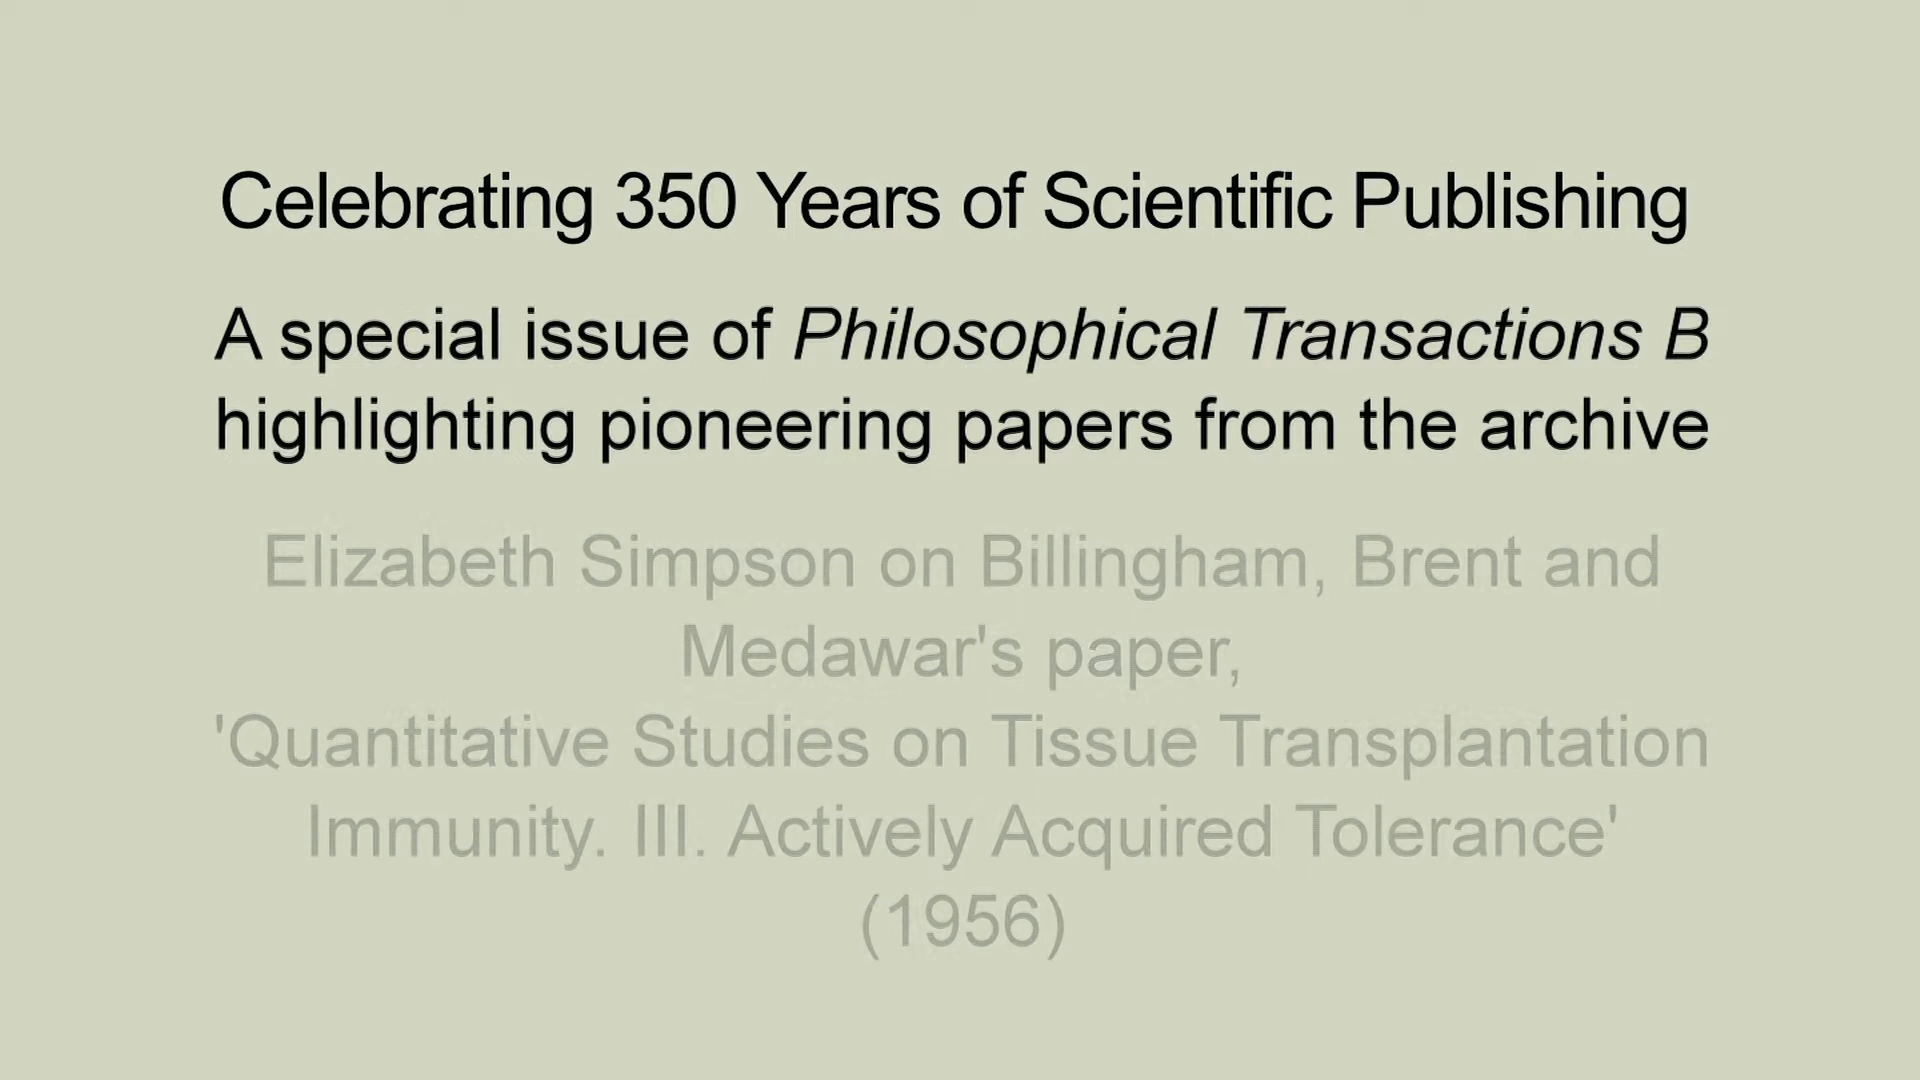 Celebrating 350 Years of Scientific Publishing
A special issue of Philosophical Transactions B
highlighting pioneering papers from the archive
Elizabeth Simpson on Billingham, Brent and
Medawar's paper,
'Quantitative Studies on Tissue Transplantation
Immunity. III. Actively Acquired Tolerance'
(1956)